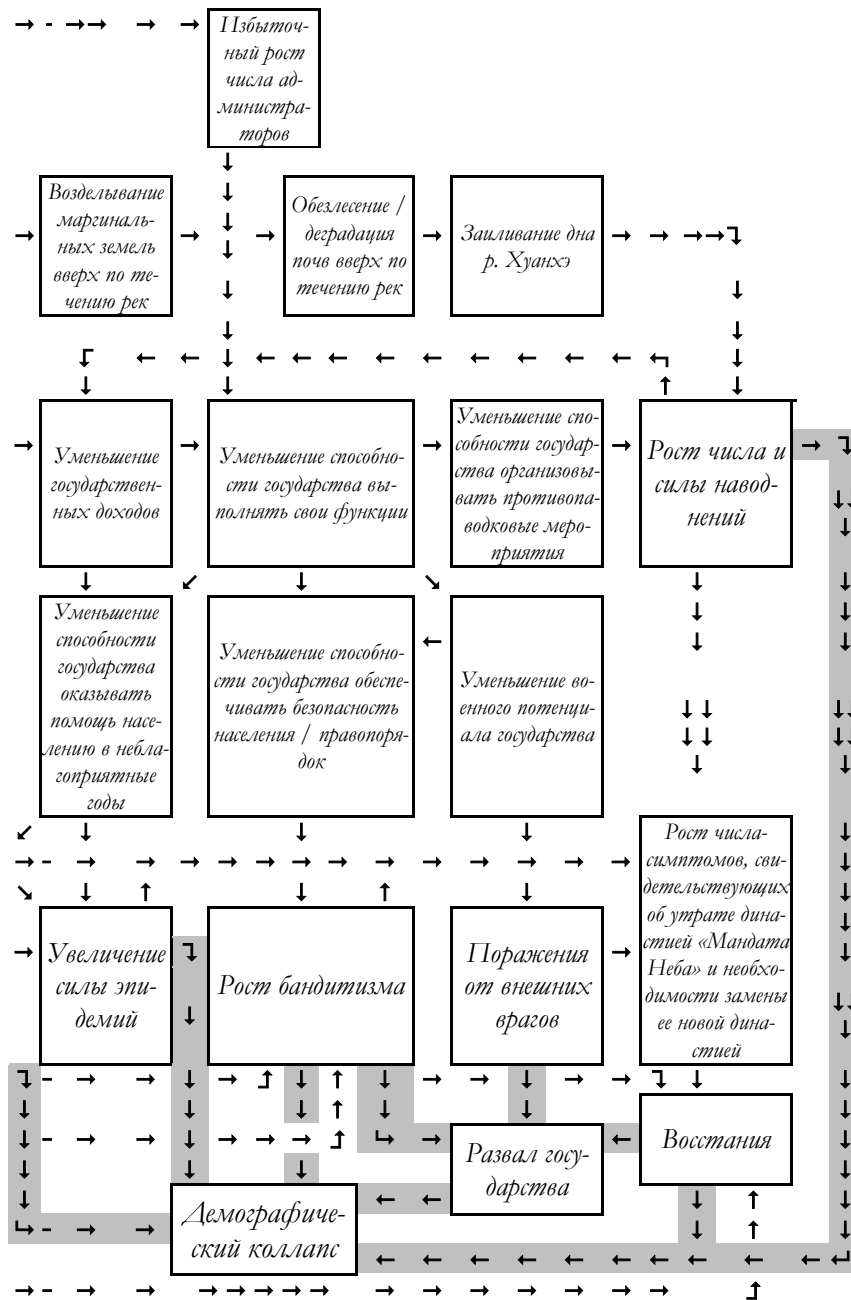 Избыточ-
ный рост
числа ад-
министра-
торов
Возделывание
маргиналь-
ных земель
вверх по те-
чению рек
Обезлесение /
деградация
почв вверх по
течению рек
Заиливание дна
р. Хуанхэ
Уменьшение
государствен-
ных доходов
Уменьшение способно-
сти государства вы-
полнять свои функции
Уменьшение спо-
собности государ-
ства организовы-
вать противопа-
водковые меро-
приятия
Рост числа и
силы навод-
нений
Уменьшение
способности
государства
оказывать
помощь насе-
лению в небла-
гоприятные
годы
Уменьшение способно-
сти государства обеспе-
чивать безопасность
населения / правопоря-
док
Уменьшение во-
енного потенци-
ала государства
Рост числа-
симптомов, сви-
детельствующих
об утрате дина-
стией «Мандата
Неба» и необхо-
димости замены
ее новой дина-
стией
Увеличение
силы эпи-
демий
Рост бандитизма
Поражения
от внешних
врагов
Восстания
Развал госу-
дарства
Демографиче-
ский коллапс